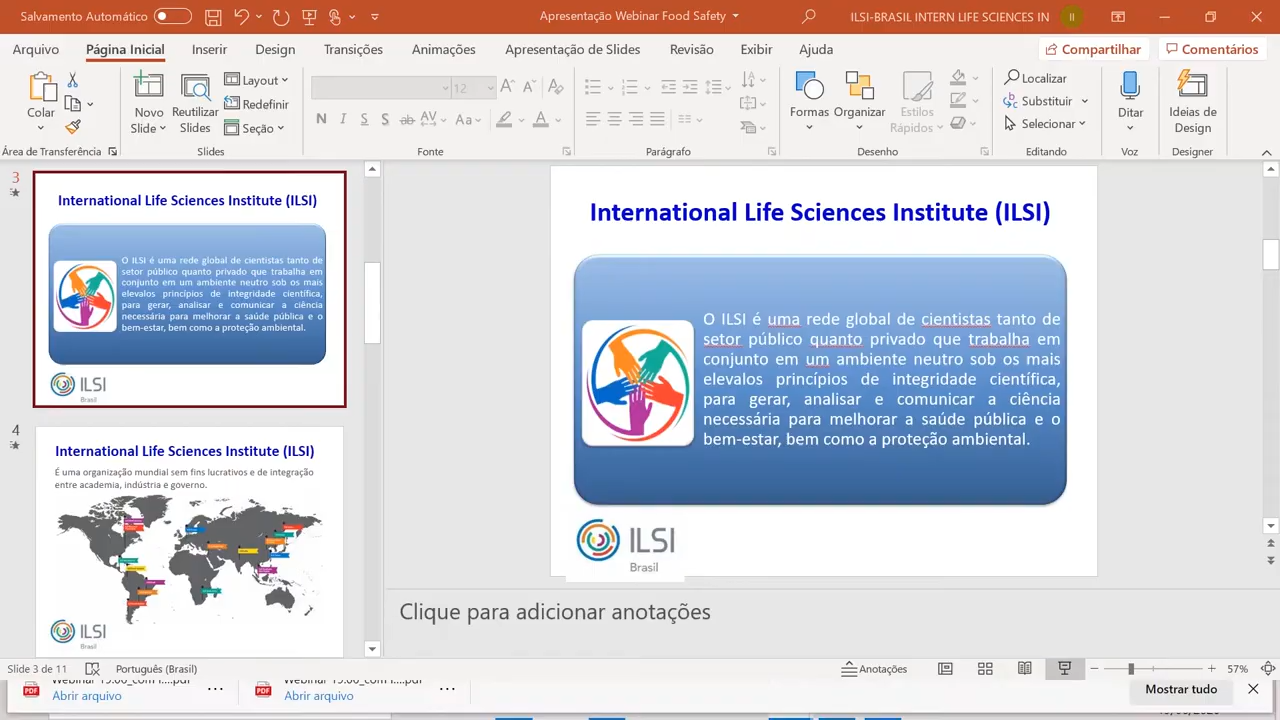 Salvamento Automático
Apresentação Webinar Food Safety
ILSI-BRASIL INTERN LIFE SCIENCES IN
II
Arquivo
Página Inicial
Inserir
Design
Transições
Animações
Apresentação de Slides
Revisão
Exibir
Ajuda
Compartilhar
Comentários
Colar
Novo
Slide
Reutilizar
Slides
Layout
Redefinir
Seção
12
N I S S ab AV Aa
A
Formas
Organizar
Estilos
Rápidos
Localizar
Substituir
Selecionar
Ditar
Ideias de
Design
Área de Transferência
Slides
Fonte
Parágrafo
Desenho
Editando
Voz
Designer
3
International Life Sciences Institute (ILSI)
O ILSI é uma rede global de cientistas tanto de
setor público quanto privado que trabalha em
conjunto em um ambiente neutro sob os mais
elevalos princípios de integridade científica,
para gerar, analisar e comunicar a ciência
necessária para melhorar a saúde pública e o
bem-estar, bem como a proteção ambiental.
ILSI
Brasil
4
International Life Sciences Institute (ILSI)
É uma organização mundial sem fins lucrativos e de integração
entre academia, indústria e governo.
ILSI
Brasil
International Life Sciences Institute (ILSI)
O ILSI é uma rede global de cientistas tanto de
setor público quanto privado que trabalha em
conjunto em um ambiente neutro sob os mais
elevalos princípios de integridade científica,
para gerar, analisar e comunicar a ciência
necessária para melhorar a saúde pública e o
bem-estar, bem como a proteção ambiental.
ILSI
Brasil
Clique para adicionar anotações
Slide 3 de 11
Português (Brasil)
Anotações
57%
Abrir arquivo
Abrir arquivo
Mostrar tudo